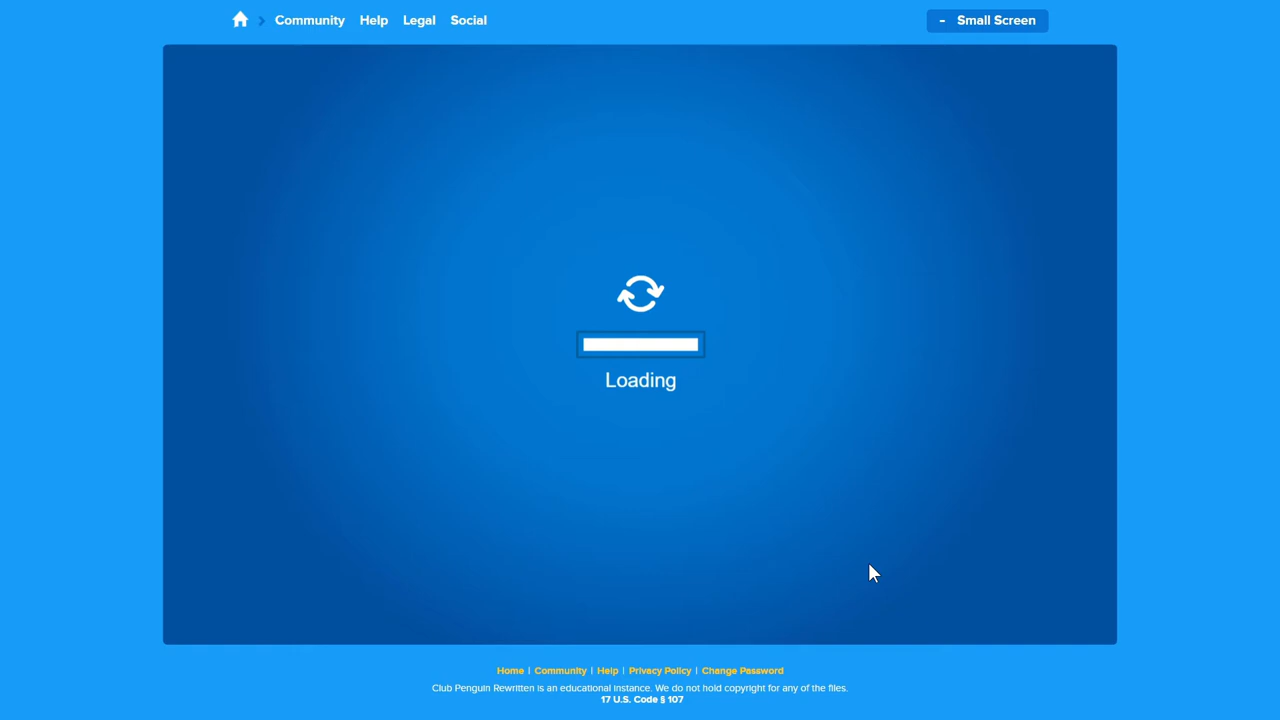 Community Help Legal Social - Small Screen
Loading
Home | Community | Help | Privacy Policy | Change Password
Club Penguin Rewritten is an educational instance. We do not hold copyright for any of the files.
17 U.S. Code § 107